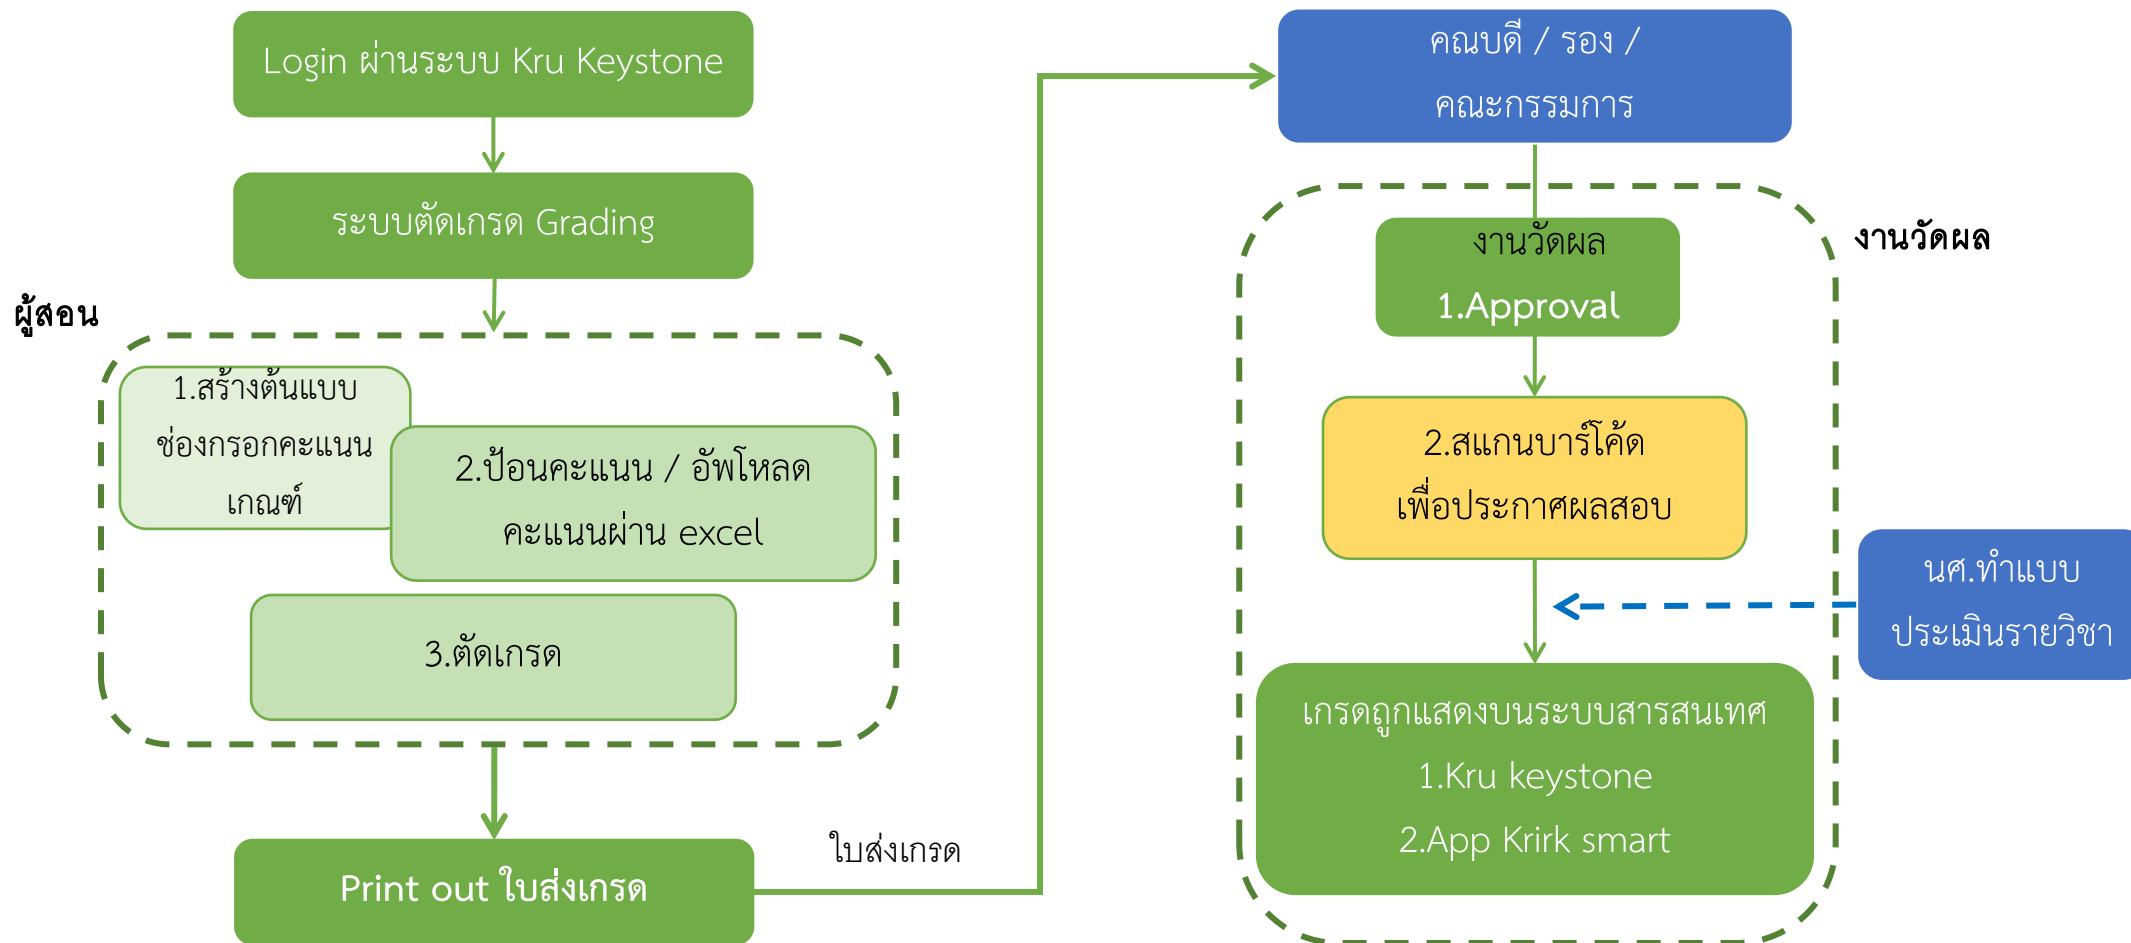 Login ผ่านระบบ Kru Keystone
ระบบตัดเกรด Grading
ผู้สอน
1.สร้างต้นแบบ
ช่องกรอกคะแนน
เกณฑ์
2.ป้อนคะแนน / อัพโหลด
คะแนนผ่าน excel
3.ตัดเกรด
Print out ใบส่งเกรด
ใบส่งเกรด
คณบดี / รอง /
คณะกรรมการ
งานวัดผล
งานวัดผล
1.Approval
2.สแกนบาร์โค้ด
เพื่อประกาศผลสอบ
นศ.ทำแบบ
ประเมินรายวิชา
เกรดถูกแสดงบนระบบสารสนเทศ
1.Kru keystone
2.App Krirk smart